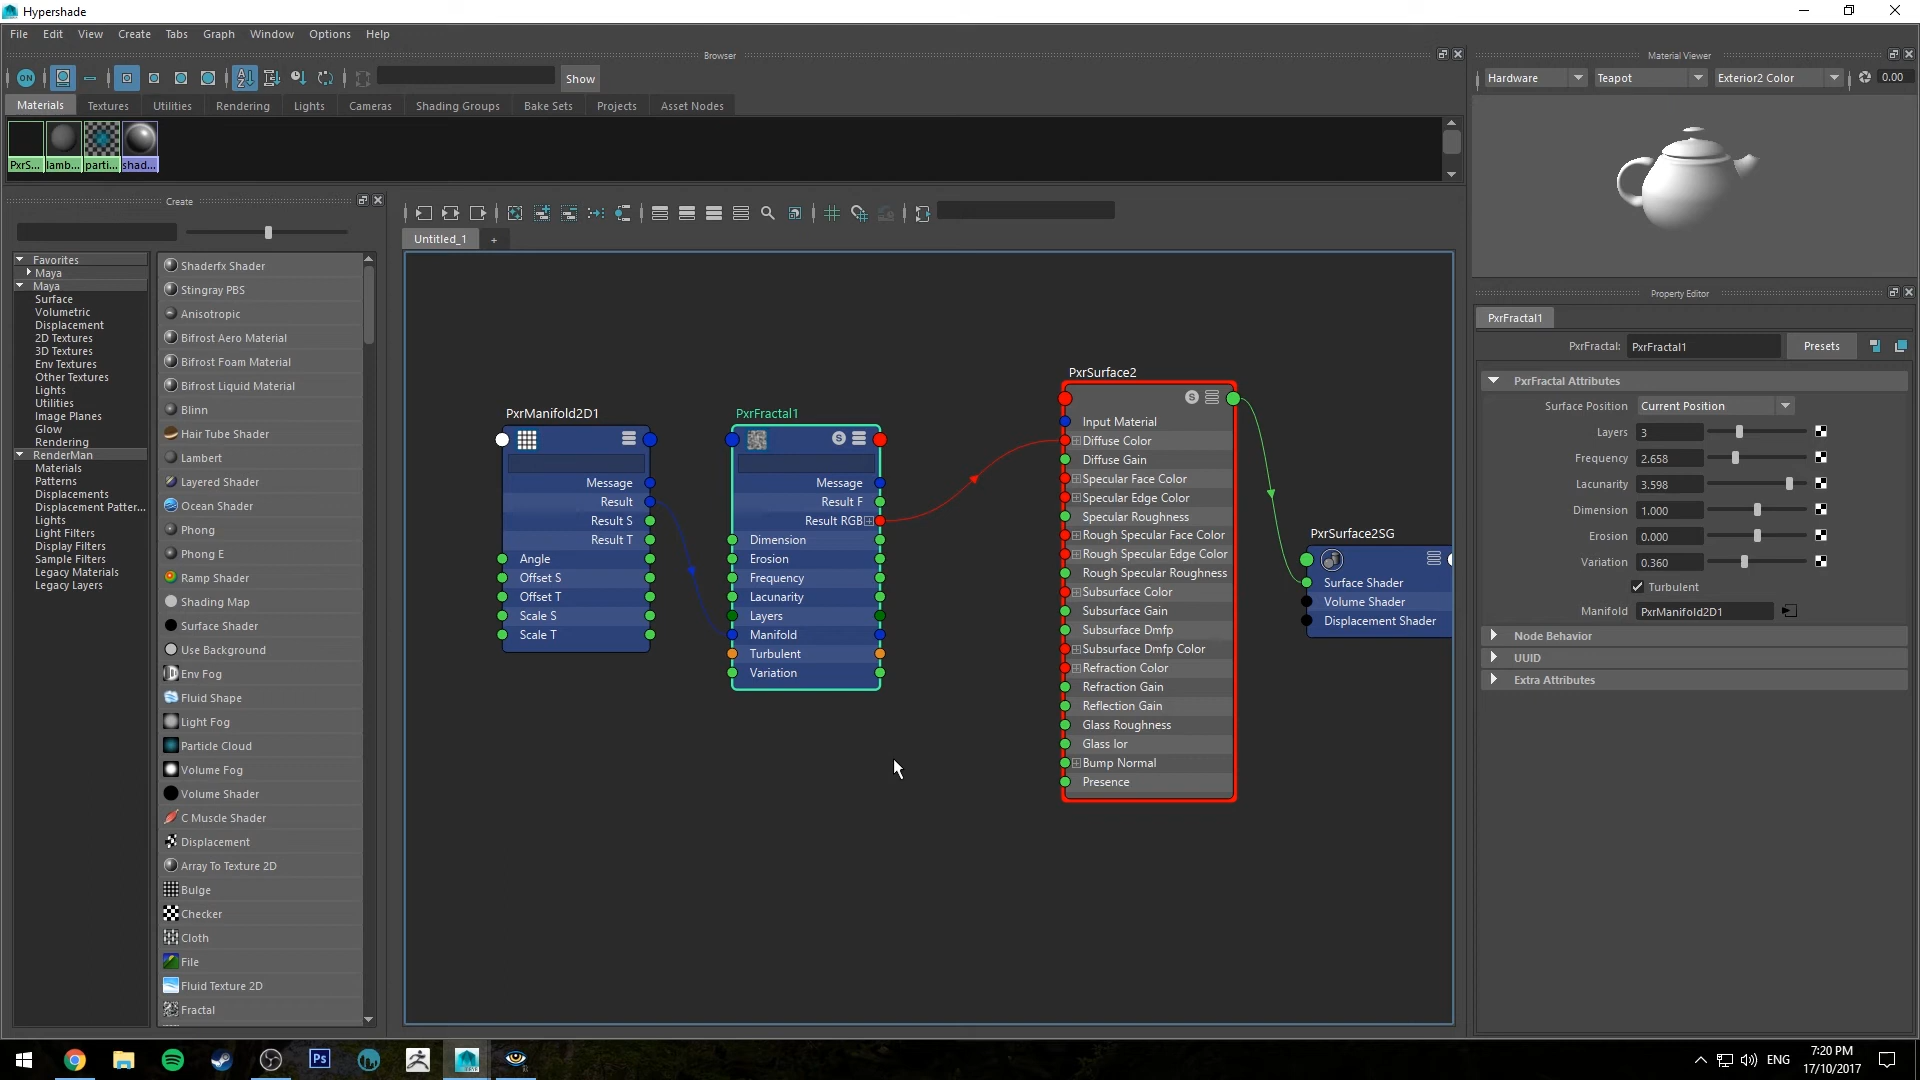 Hypershade
File Edit View Create Tabs Graph Window Options Help
Browser
ON
Show
Materials Textures Utilities Rendering Lights Cameras Shading Groups Bake Sets Projects Asset Nodes
PxrS... lamb... parti... shad...
Create
Untitled_1 +
Favorites
Maya
Maya
Surface
Volumetric
Displacement
2D Textures
3D Textures
Env Textures
Other Textures
Lights
Utilities
Image Planes
Glow
Rendering
RenderMan
Materials
Patterns
Displacements
Displacement Patter...
Lights
Light Filters
Display Filters
Sample Filters
Legacy Materials
Legacy Layers
Shaderfx Shader
Stingray PBS
Anisotropic
Bifrost Aero Material
Bifrost Foam Material
Bifrost Liquid Material
Blinn
Hair Tube Shader
Lambert
Layered Shader
Ocean Shader
Phong
Phong E
Ramp Shader
Shading Map
Surface Shader
Use Background
Env Fog
Fluid Shape
Light Fog
Particle Cloud
Volume Fog
Volume Shader
C Muscle Shader
Displacement
Array To Texture 2D
Bulge
Checker
Cloth
File
Fluid Texture 2D
Fractal
PxrManifold2D1
Message
Result
Result S
Result T
Angle
Offset S
Offset T
Scale S
Scale T
PxrFractal1
S
Message
Result F
Result RGB
Dimension
Erosion
Frequency
Lacunarity
Layers
Manifold
Turbulent
Variation
PxrSurface2
S
Input Material
Diffuse Color
Diffuse Gain
Specular Face Color
Specular Edge Color
Specular Roughness
Rough Specular Face Color
Rough Specular Edge Color
Rough Specular Roughness
Subsurface Color
Subsurface Gain
Subsurface Dmfp
Subsurface Dmfp Color
Refraction Color
Refraction Gain
Reflection Gain
Glass Roughness
Glass Ior
Bump Normal
Presence
PxrSurface2SG
Surface Shader
Volume Shader
Displacement Shader
Material Viewer
Hardware Teapot Exterior2 Color 0.00
Property Editor
PxrFractal1
PxrFractal: PxrFractal1 Presets
PxrFractal Attributes
Surface Position Current Position
Layers 3
Frequency 2.658
Lacunarity 3.598
Dimension 1.000
Erosion 0.000
Variation 0.360
Turbulent
Manifold PxrManifold2D1
Node Behavior
UUID
Extra Attributes
Ps
ENG
7:20 PM
17/10/2017